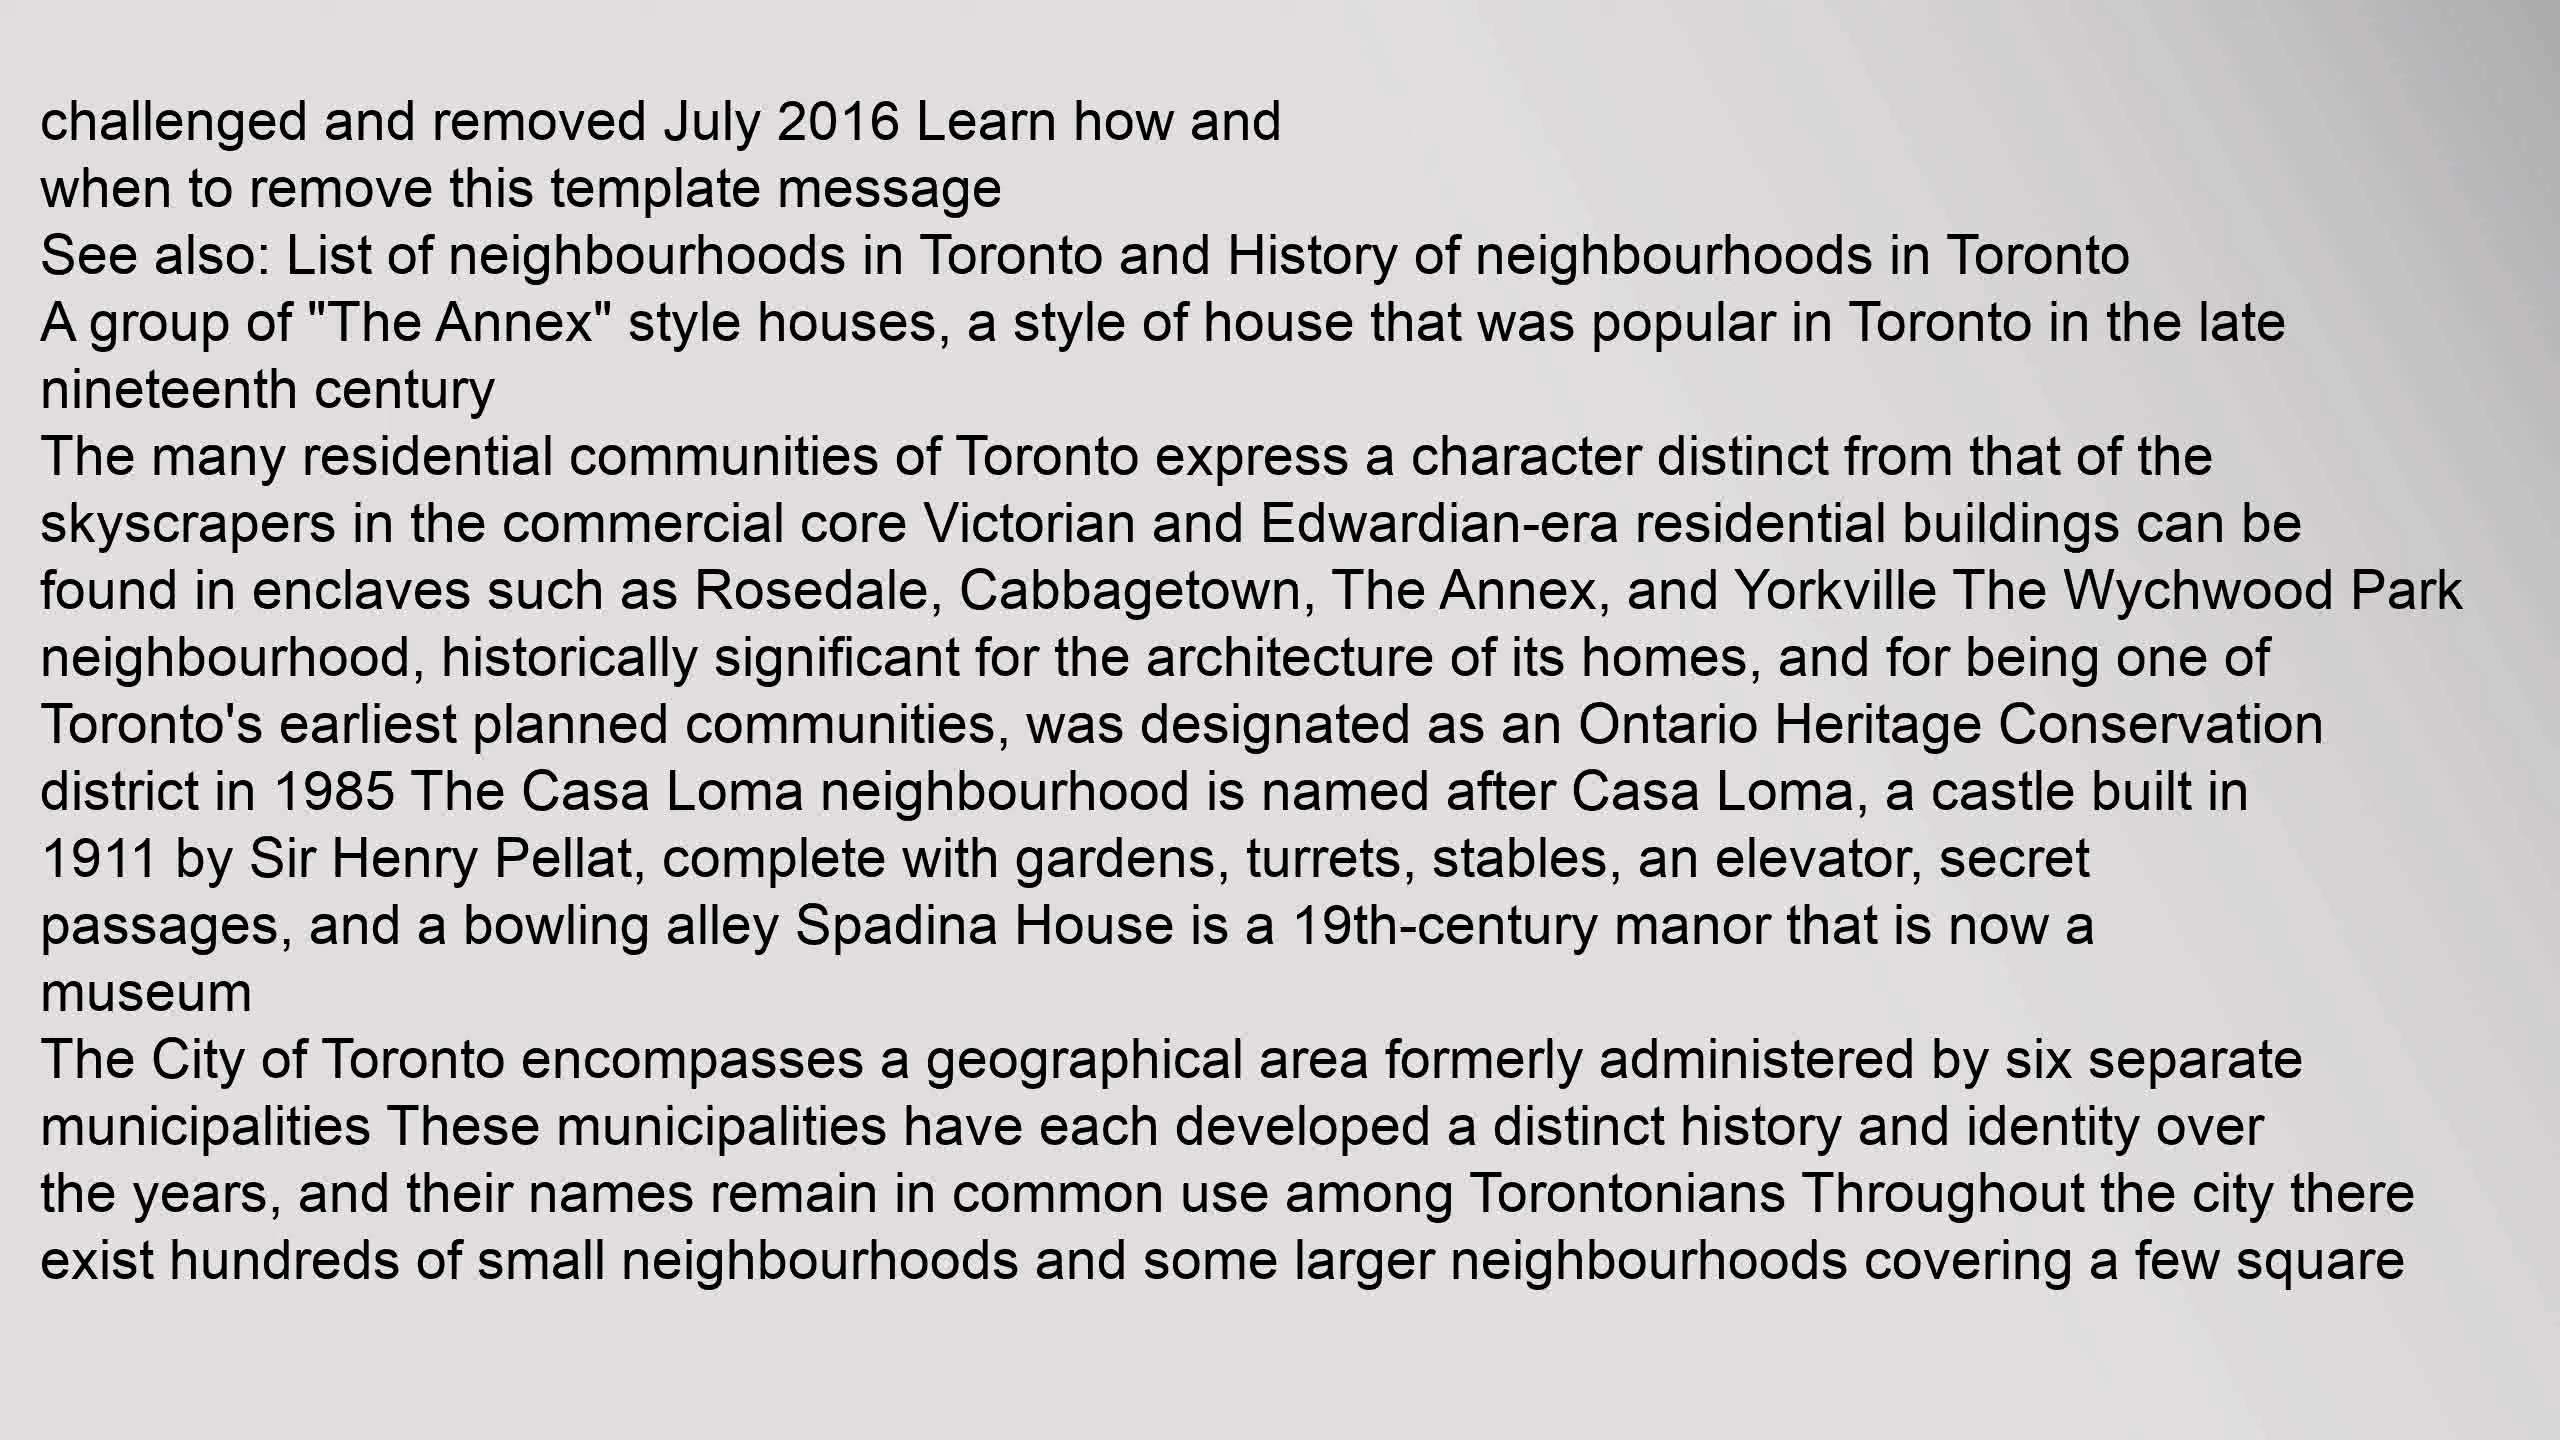 challenged and removed July 2016 Learn how and
when to remove this template message
See also: List of neighbourhoods in Toronto and History of neighbourhoods in Toronto
A group of "The Annex" style houses, a style of house that was popular in Toronto in the late
nineteenth century
The many residential communities of Toronto express a character distinct from that of the
skyscrapers in the commercial core Victorian and Edwardian-era residential buildings can be
found in enclaves such as Rosedale, Cabbagetown, The Annex, and Yorkville The Wychwood Park
neighbourhood, historically significant for the architecture of its homes, and for being one of
Toronto's earliest planned communities, was designated as an Ontario Heritage Conservation
district in 1985 The Casa Loma neighbourhood is named after Casa Loma, a castle built in
1911 by Sir Henry Pellat, complete with gardens, turrets, stables, an elevator, secret
passages, and a bowling alley Spadina House is a 19th-century manor that is now a
museum
The City of Toronto encompasses a geographical area formerly administered by six separate
municipalities These municipalities have each developed a distinct history and identity over
the years, and their names remain in common use among Torontonians Throughout the city there
exist hundreds of small neighbourhoods and some larger neighbourhoods covering a few square